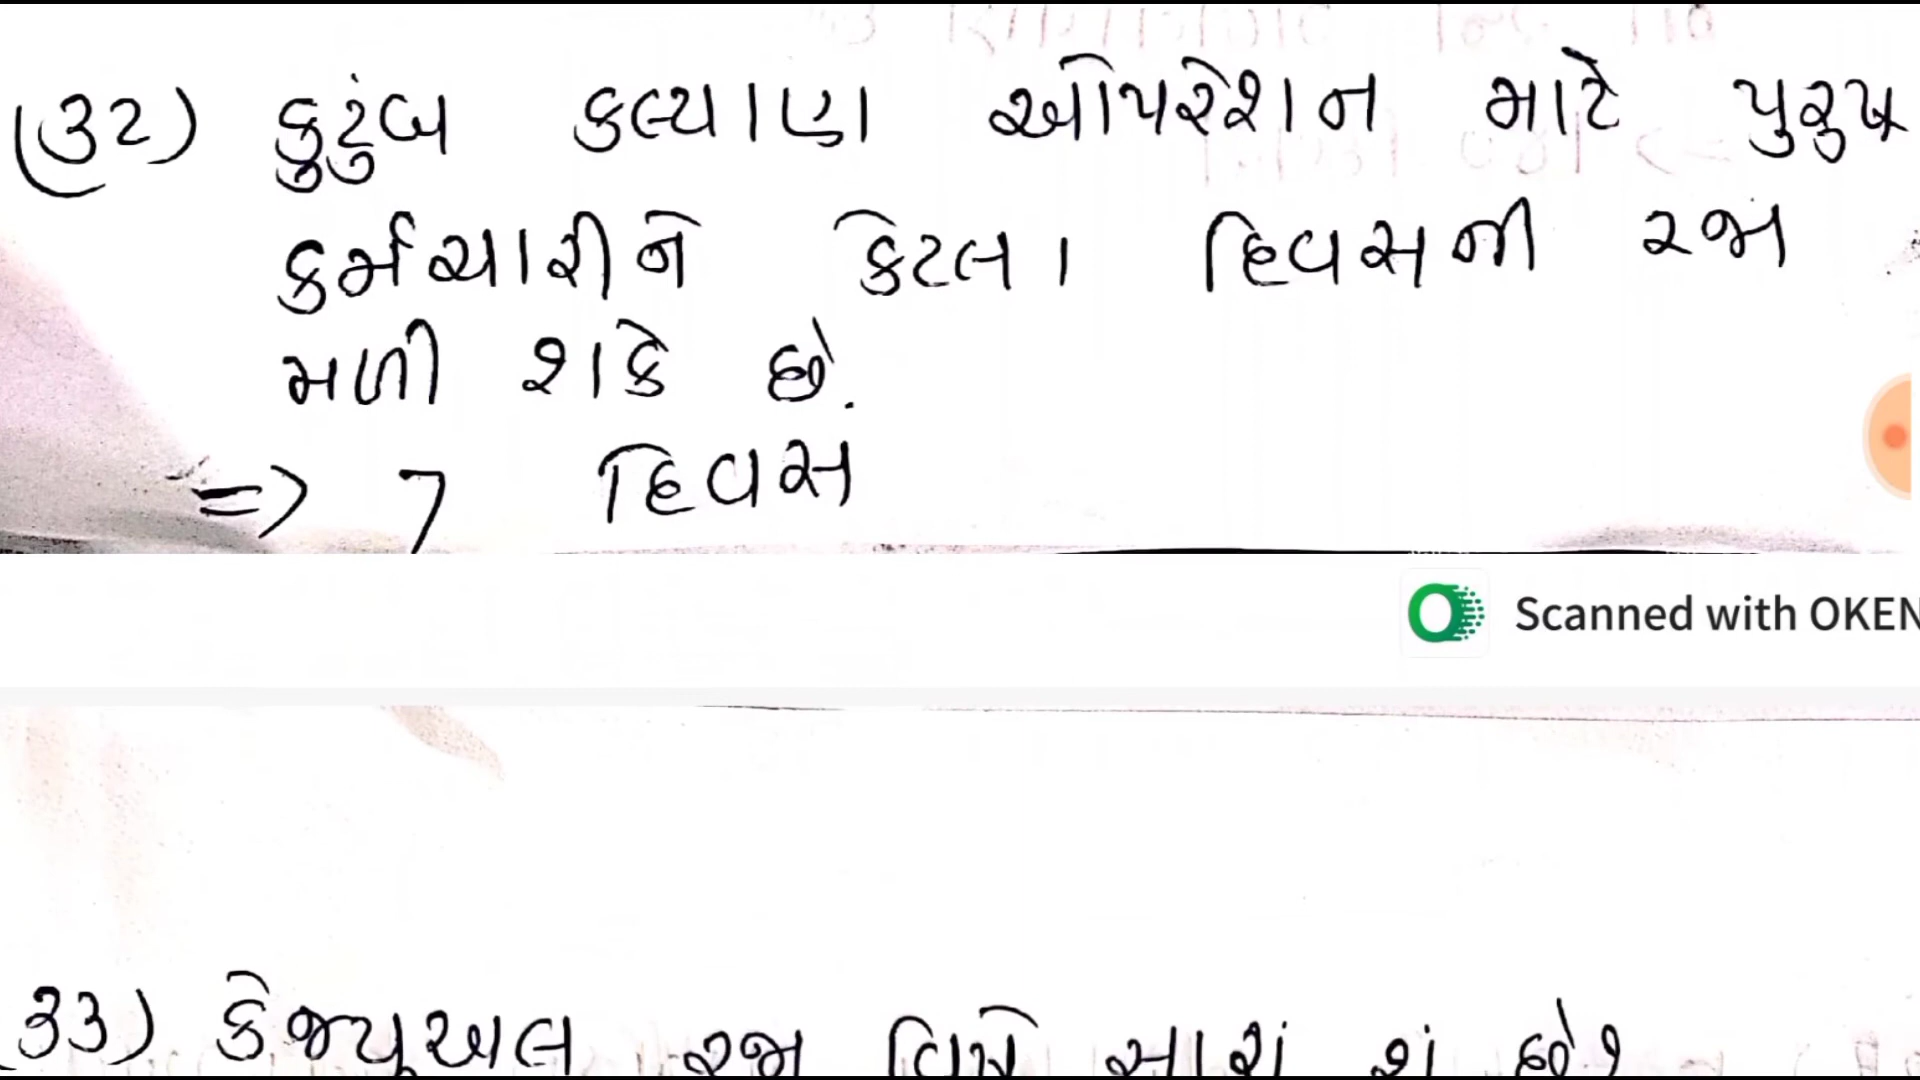 (૩૨) કુટુંબ કલ્યાણ ઓપરેશન માટે પુરુષ
કર્મચારીને કેટલા દિવસની રજા
મળી શકે છે.
=> 7 દિવસ
Scanned with OKEN
૩૩) કેજ્યુઅલ રજા વિષે સાચું શું છે?